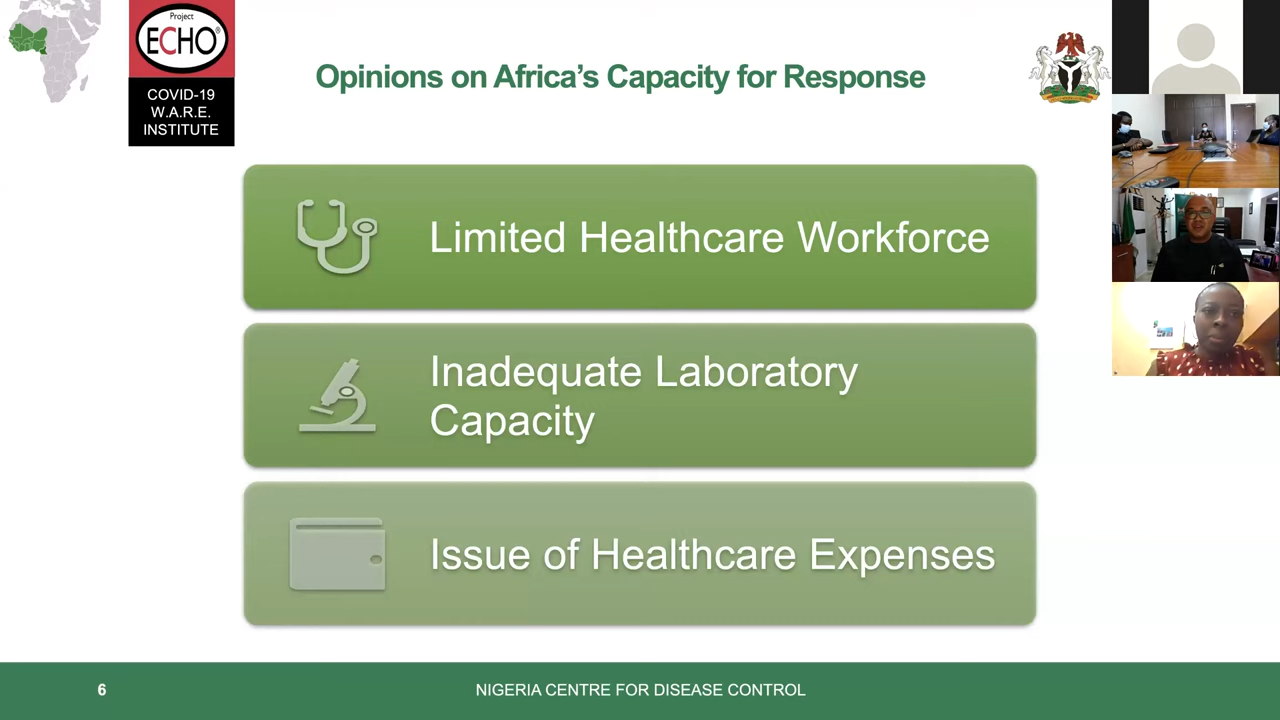 Project
ECHO®
COVID-19
W.A.R.E.
INSTITUTE
Opinions on Africa's Capacity for Response
Limited Healthcare Workforce
Inadequate Laboratory
Capacity
Issue of Healthcare Expenses
6
NIGERIA CENTRE FOR DISEASE CONTROL